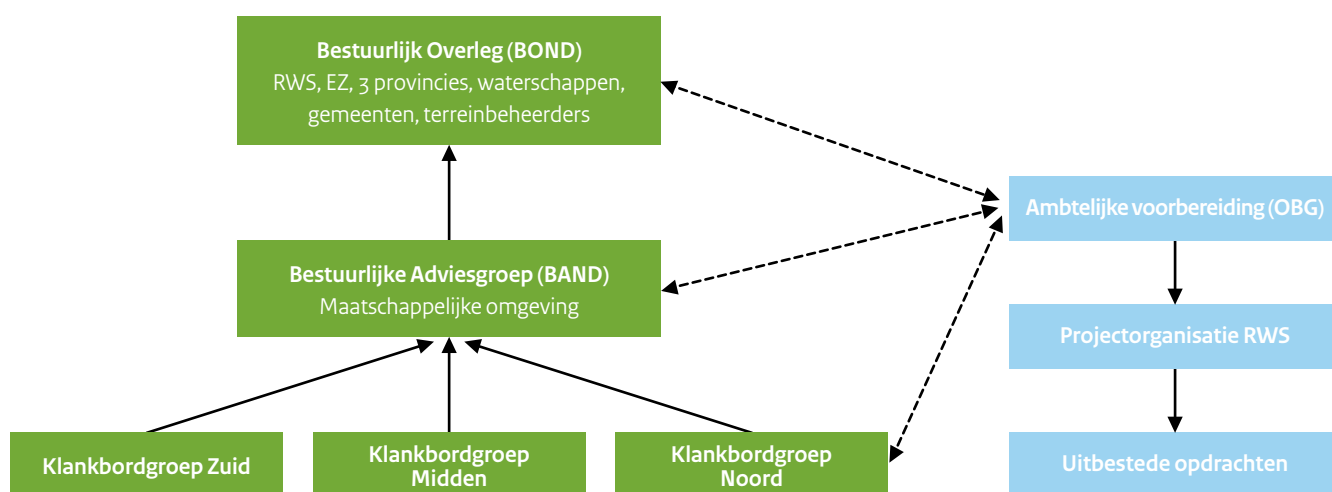 Bestuurlijk Overleg (BOND)
RWS, EZ, 3 provincies, waterschappen,
gemeenten, terreinbeheerders
Ambtelijke voorbereiding (OBG)
Bestuurlijke Adviesgroep (BAND)
Maatschappelijke omgeving
Projectorganisatie RWS
Klankbordgroep Zuid
Klankbordgroep
Midden
Klankbordgroep
Noord
Uitbestede opdrachten